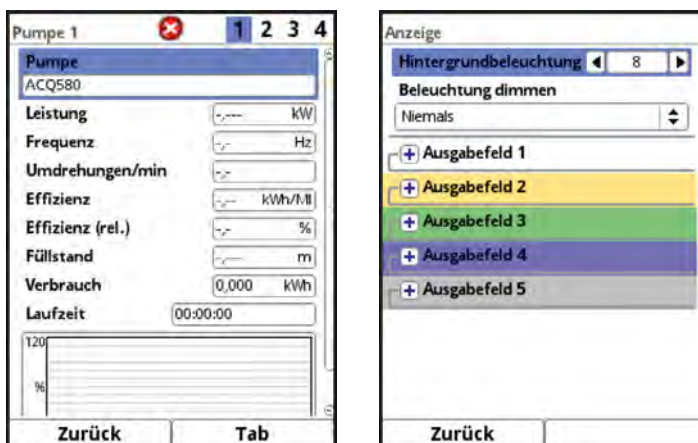 Pumpe 1 1 2 3 4
Pumpe
ACQ580
Leistung -,--- kW
Frequenz -,- Hz
Umdrehungen/min -,-
Effizienz -,--- kWh/Ml
Effizienz (rel.) -,- %
Füllstand -,--- m
Verbrauch 0,000 kWh
Laufzeit 00:00:00
120
%
Zurück Tab
Anzeige
Hintergrundbeleuchtung 8
Beleuchtung dimmen
Niemals
+ Ausgabefeld 1
+ Ausgabefeld 2
+ Ausgabefeld 3
+ Ausgabefeld 4
+ Ausgabefeld 5
Zurück